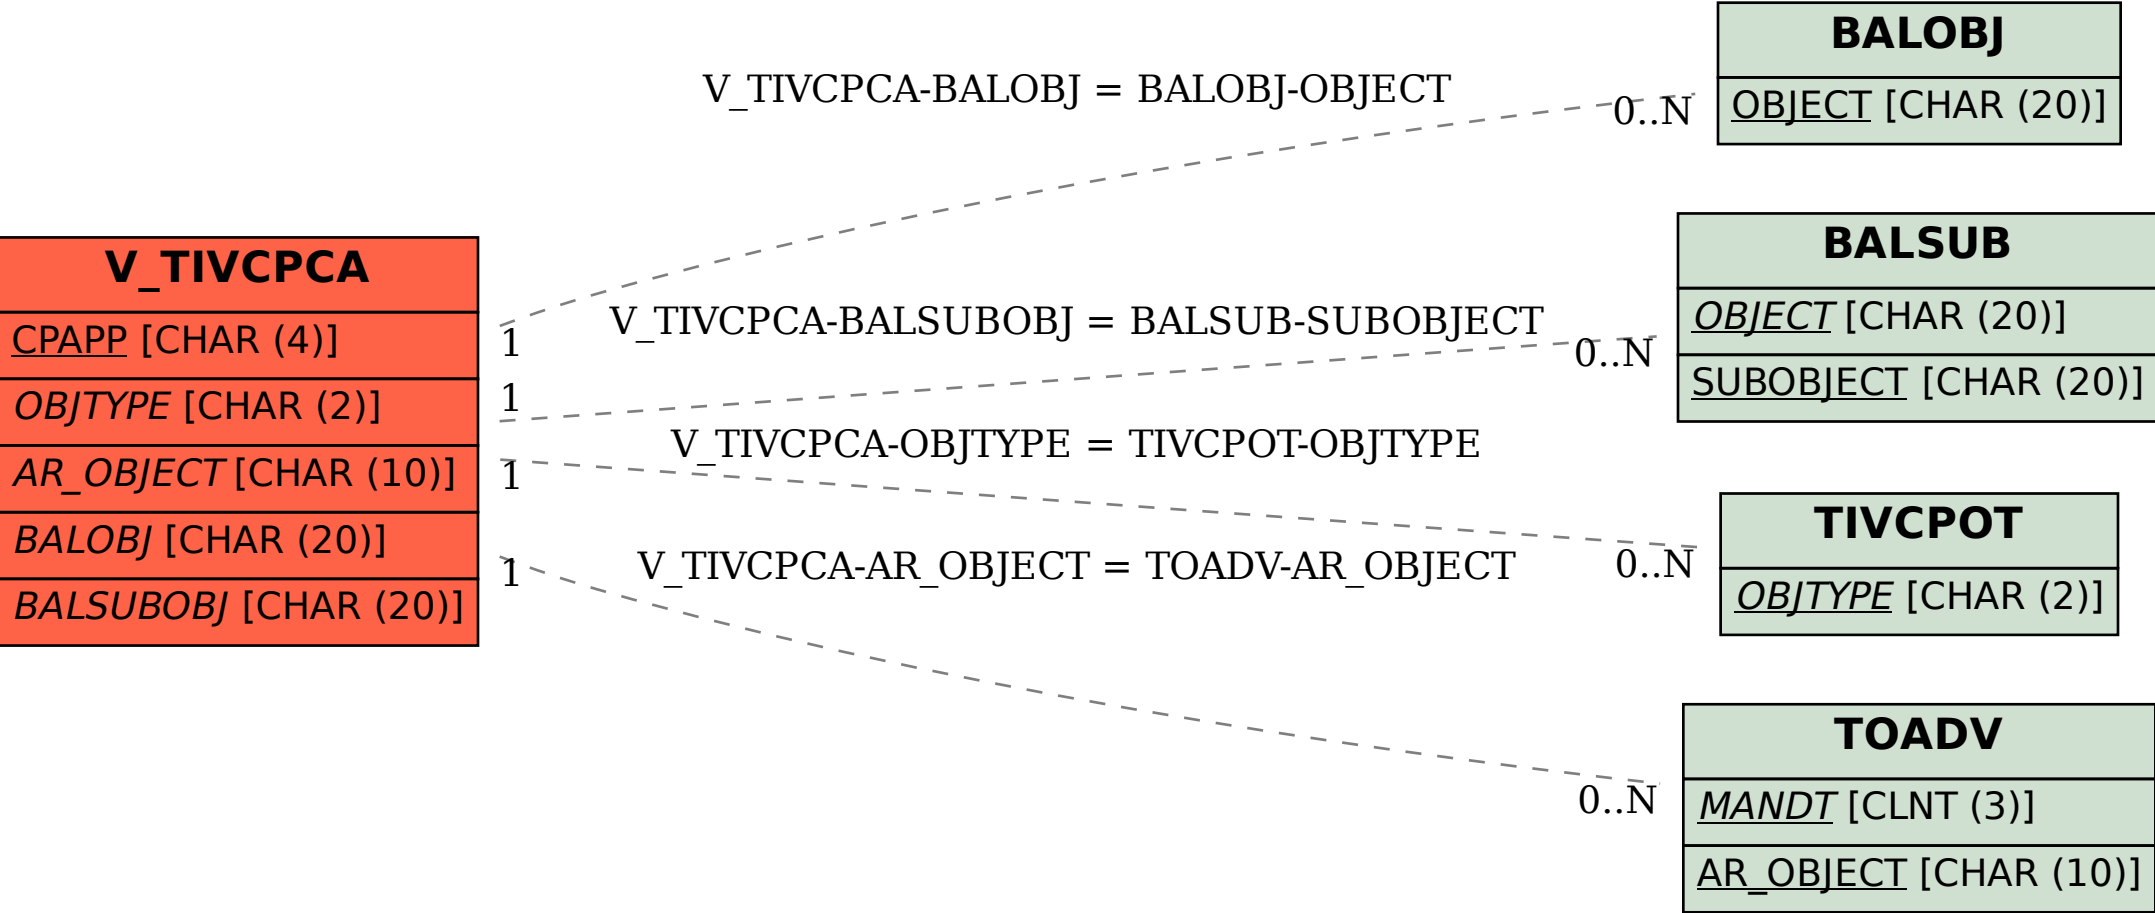 V_TIVCPCA
CPAPP [CHAR (4)]
OBJTYPE [CHAR (2)]
AR_OBJECT [CHAR (10)]
BALOBJ [CHAR (20)]
BALSUBOBJ [CHAR (20)]
V_TIVCPCA-BALOBJ = BALOBJ-OBJECT
1
0..N
V_TIVCPCA-BALSUBOBJ = BALSUB-SUBOBJECT
1
0..N
V_TIVCPCA-OBJTYPE = TIVCPOT-OBJTYPE
1
0..N
V_TIVCPCA-AR_OBJECT = TOADV-AR_OBJECT
1
0..N
BALOBJ
OBJECT [CHAR (20)]
BALSUB
OBJECT [CHAR (20)]
SUBOBJECT [CHAR (20)]
TIVCPOT
OBJTYPE [CHAR (2)]
TOADV
MANDT [CLNT (3)]
AR_OBJECT [CHAR (10)]